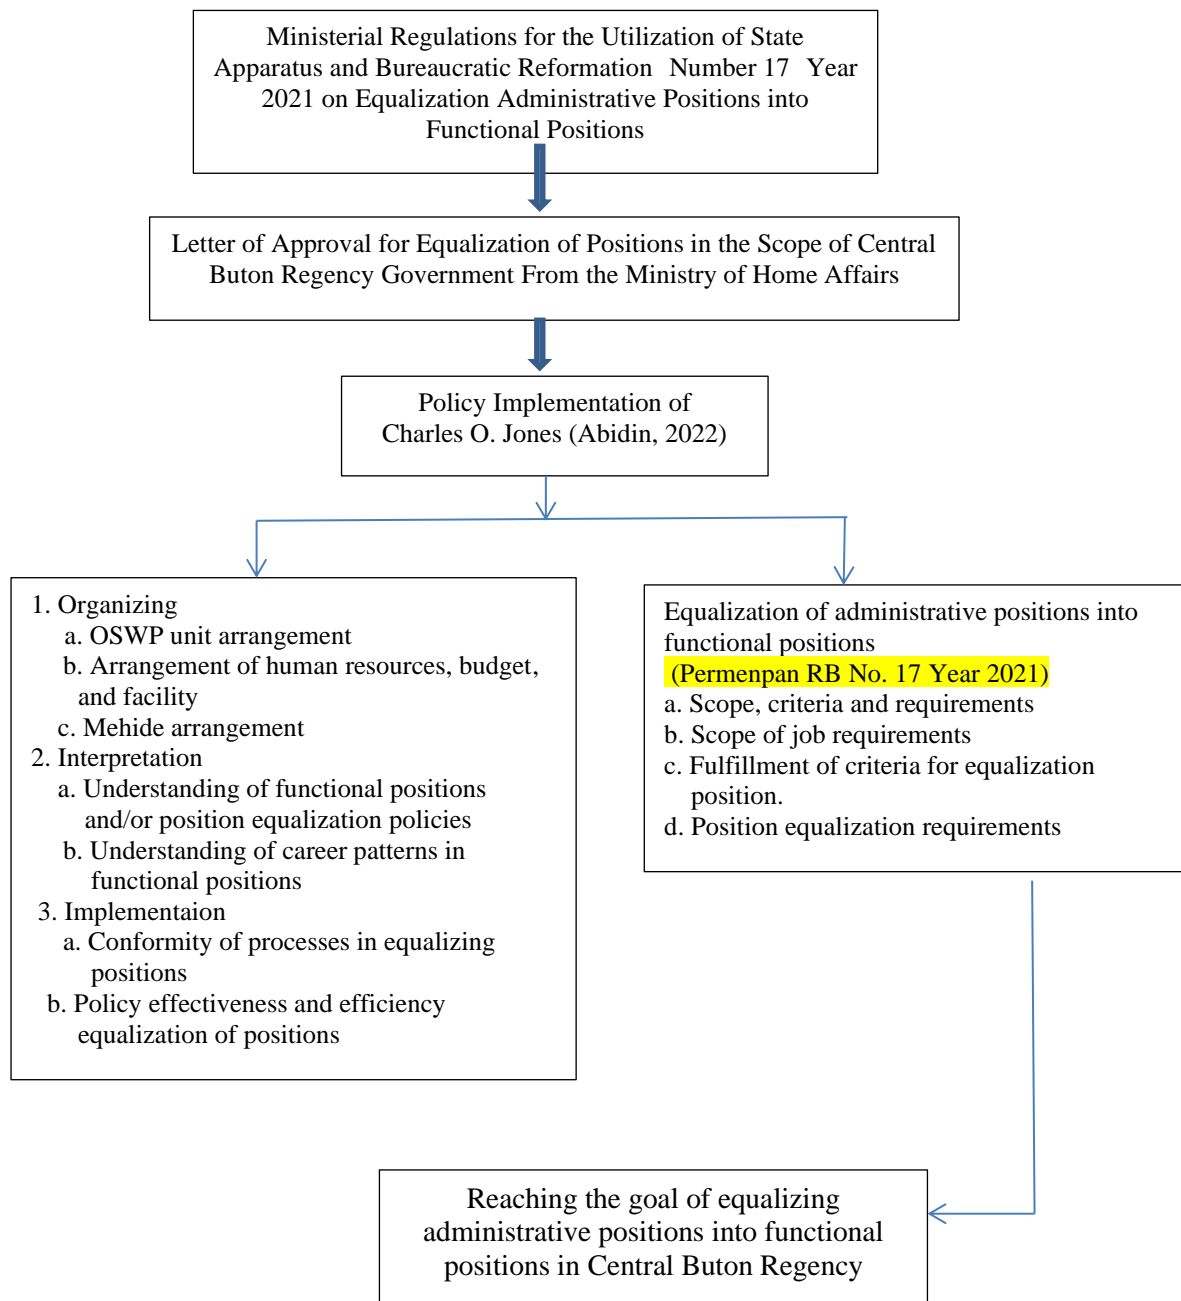 Ministerial Regulations for the Utilization of State
Apparatus and Bureaucratic Reformation Number 17 Year
2021 on Equalization Administrative Positions into
Functional Positions
Letter of Approval for Equalization of Positions in the Scope of Central
Buton Regency Government From the Ministry of Home Affairs
Policy Implementation of
Charles O. Jones (Abidin, 2022)
1. Organizing
a. OSWP unit arrangement
b. Arrangement of human resources, budget,
and facility
c. Mehide arrangement
2. Interpretation
a. Understanding of functional positions
and/or position equalization policies
b. Understanding of career patterns in
functional positions
3. Implementaion
a. Conformity of processes in equalizing
positions
b. Policy effectiveness and efficiency
equalization of positions
Equalization of administrative positions into
functional positions
(Permenpan RB No. 17 Year 2021)
a. Scope, criteria and requirements
b. Scope of job requirements
c. Fulfillment of criteria for equalization
position.
d. Position equalization requirements
Reaching the goal of equalizing
administrative positions into functional
positions in Central Buton Regency